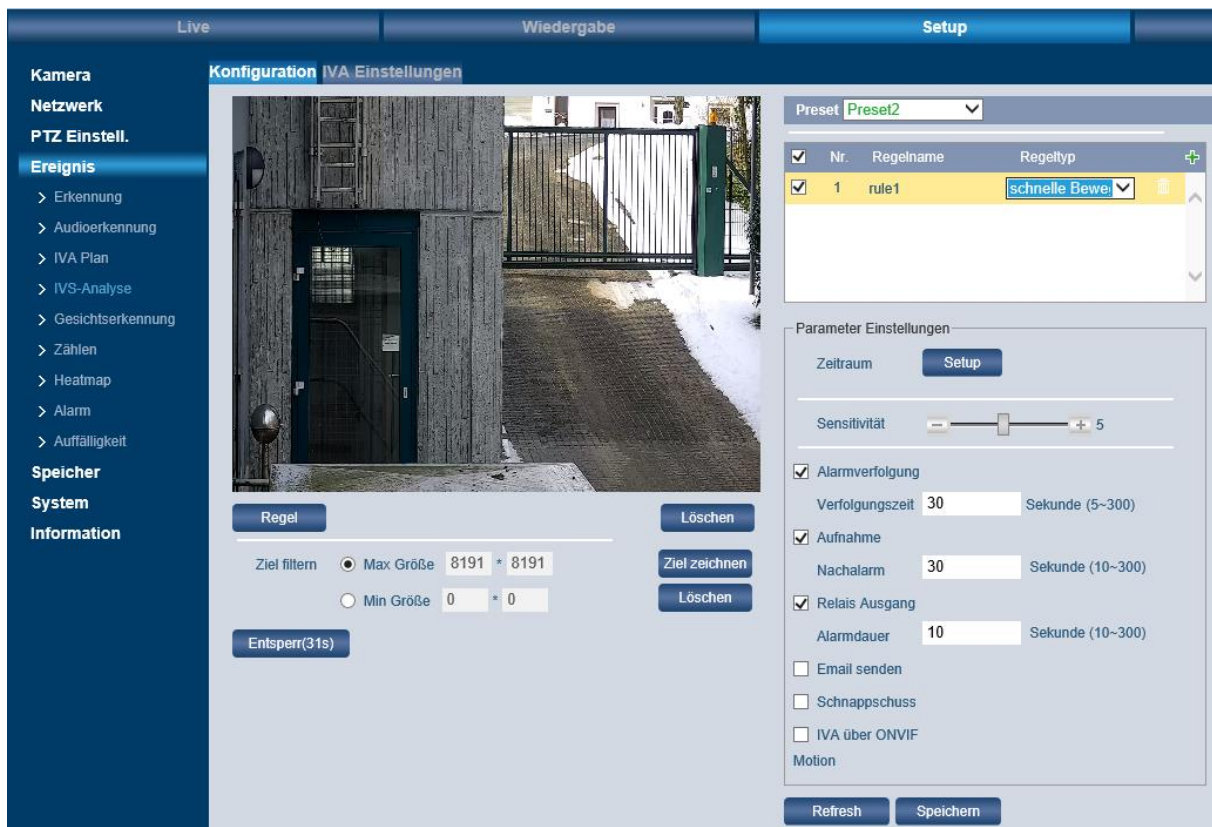 Live Wiedergabe Setup
Kamera
Netzwerk
PTZ Einstell.
Ereignis
> Erkennung
> Audioerkennung
> IVA Plan
> IVS-Analyse
> Gesichtserkennung
> Zählen
> Heatmap
> Alarm
> Auffälligkeit
Speicher
System
Information
Konfiguration IVA Einstellungen
Regel Löschen
Ziel filtern Max Größe 8191 * 8191 Ziel zeichnen
Min Größe 0 * 0 Löschen
Entsperr(31s)
Preset Preset2
Nr. Regelname Regeltyp
1 rule1 schnelle Bewe
Parameter Einstellungen
Zeitraum Setup
Sensitivität 5
Alarmverfolgung
Verfolgungszeit 30 Sekunde (5~300)
Aufnahme
Nachalarm 30 Sekunde (10~300)
Relais Ausgang
Alarmdauer 10 Sekunde (10~300)
Email senden
Schnappschuss
IVA über ONVIF
Motion
Refresh Speichern